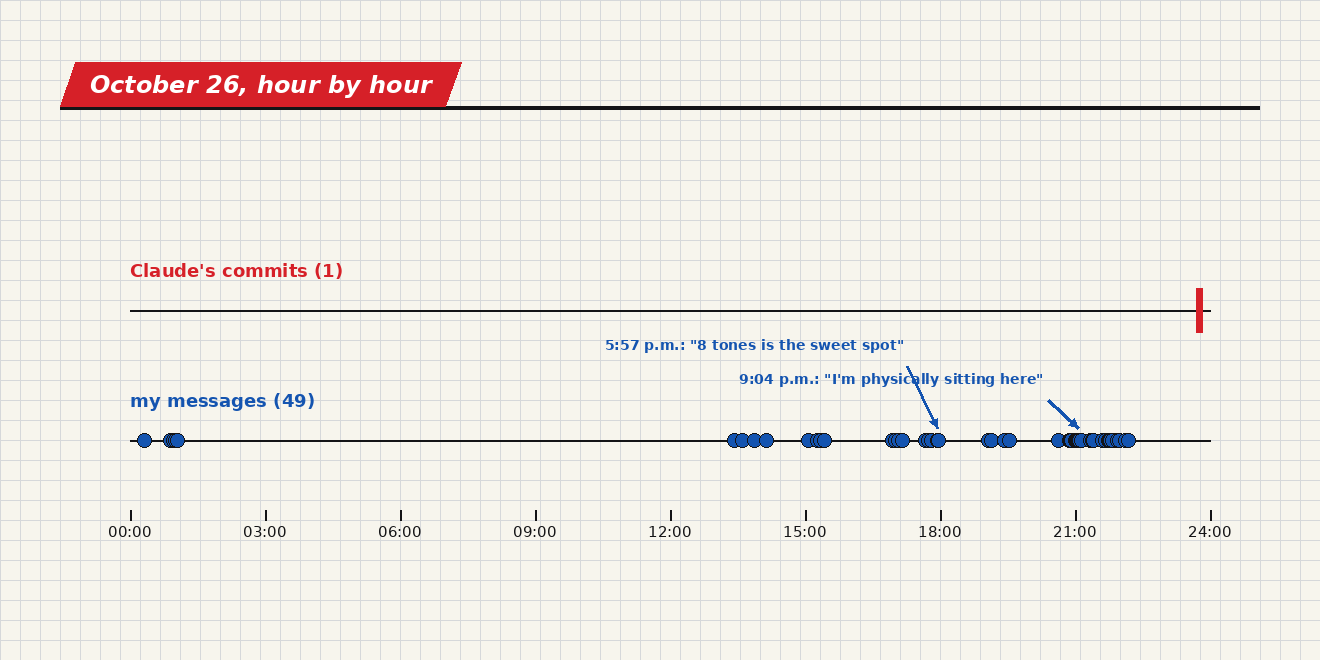 October 26, hour by hour
Claude's commits (1)
5:57 p.m.: "8 tones is the sweet spot"
9:04 p.m.: "I'm physically sitting here"
my messages (49)
00:00 03:00 06:00 09:00 12:00 15:00 18:00 21:00 24:00